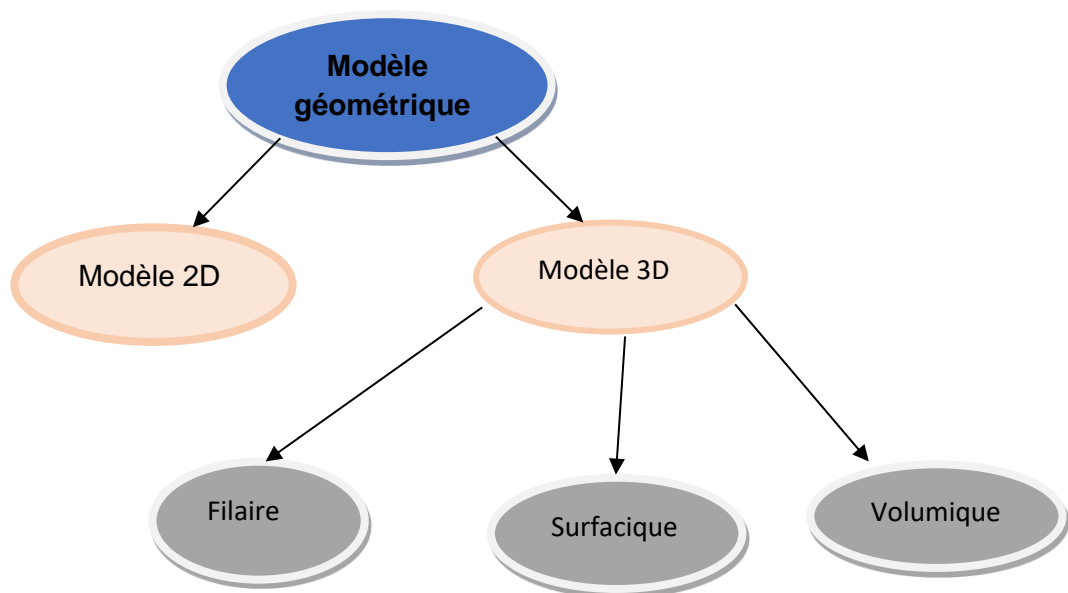 Modèle
géométrique
Modèle 2D
Modèle 3D
Filaire
Surfacique
Volumique